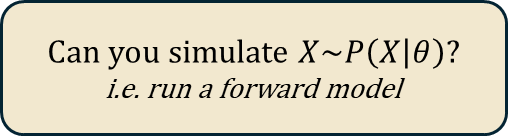 Can you simulate X~P(X|θ)?
i.e. run a forward model